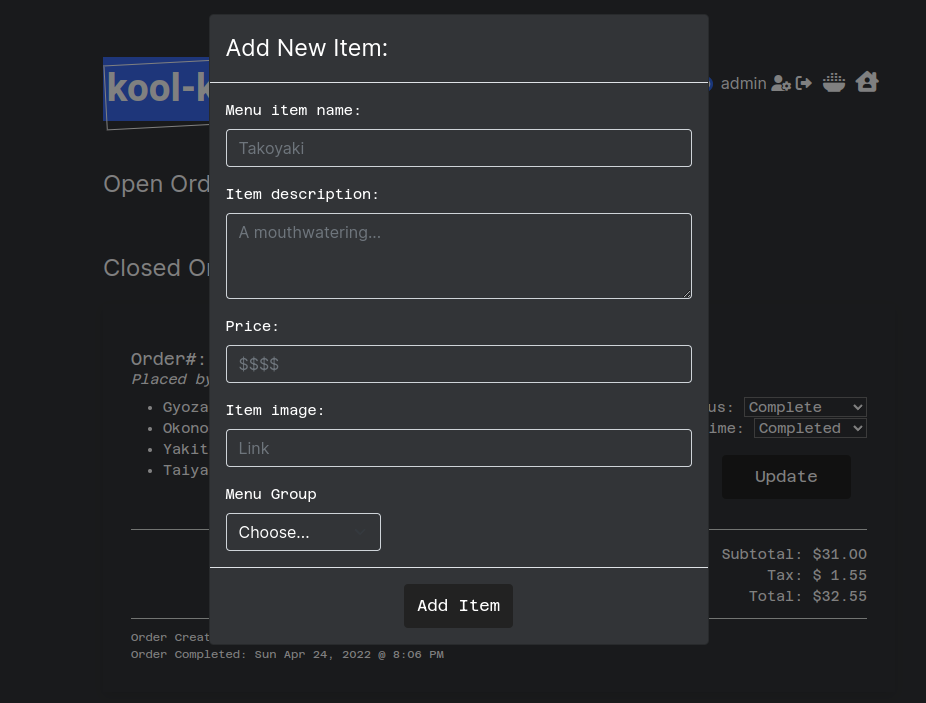 Add New Item:
kool-k
admin
Menu item name:
Takoyaki
Open Ord
Item description:
A mouthwatering...
Closed Or
Price:
$$$$
Order#:
Placed by
Item image:
Link
Gyoza
Okono
Yakit
Taiya
us: Complete
ime: Completed
Update
Menu Group
Choose...
Subtotal: $31.00
Tax: $ 1.55
Total: $32.55
Add Item
Order Creat
Order Completed: Sun Apr 24, 2022 @ 8:06 PM